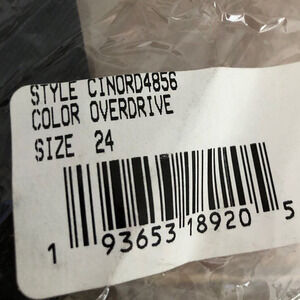 STYLE CINORD4856
COLOR OVERDRIVE
SIZE 24
1 93653 18920 5